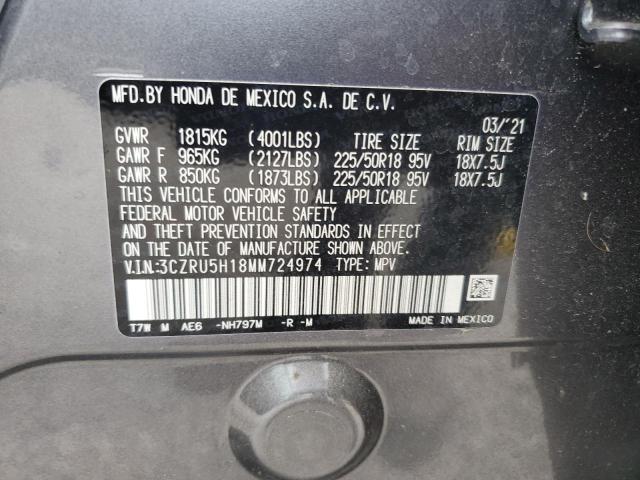 MFD.BY HONDA DE MEXICO S.A. DE C.V.
03/'21
GVWR 1815KG (4001LBS) TIRE SIZE RIM SIZE
GAWR F 965KG (2127LBS) 225/50R18 95V 18X7.5J
GAWR R 850KG (1873LBS) 225/50R18 95V 18X7.5J
THIS VEHICLE CONFORMS TO ALL APPLICABLE
FEDERAL MOTOR VEHICLE SAFETY
AND THEFT PREVENTION STANDARDS IN EFFECT
ON THE DATE OF MANUFACTURE SHOWN ABOVE.
V.I.N:3CZRU5H18MM724974 TYPE: MPV
T7W M AE6 -NH797M -R -M MADE IN MEXICO